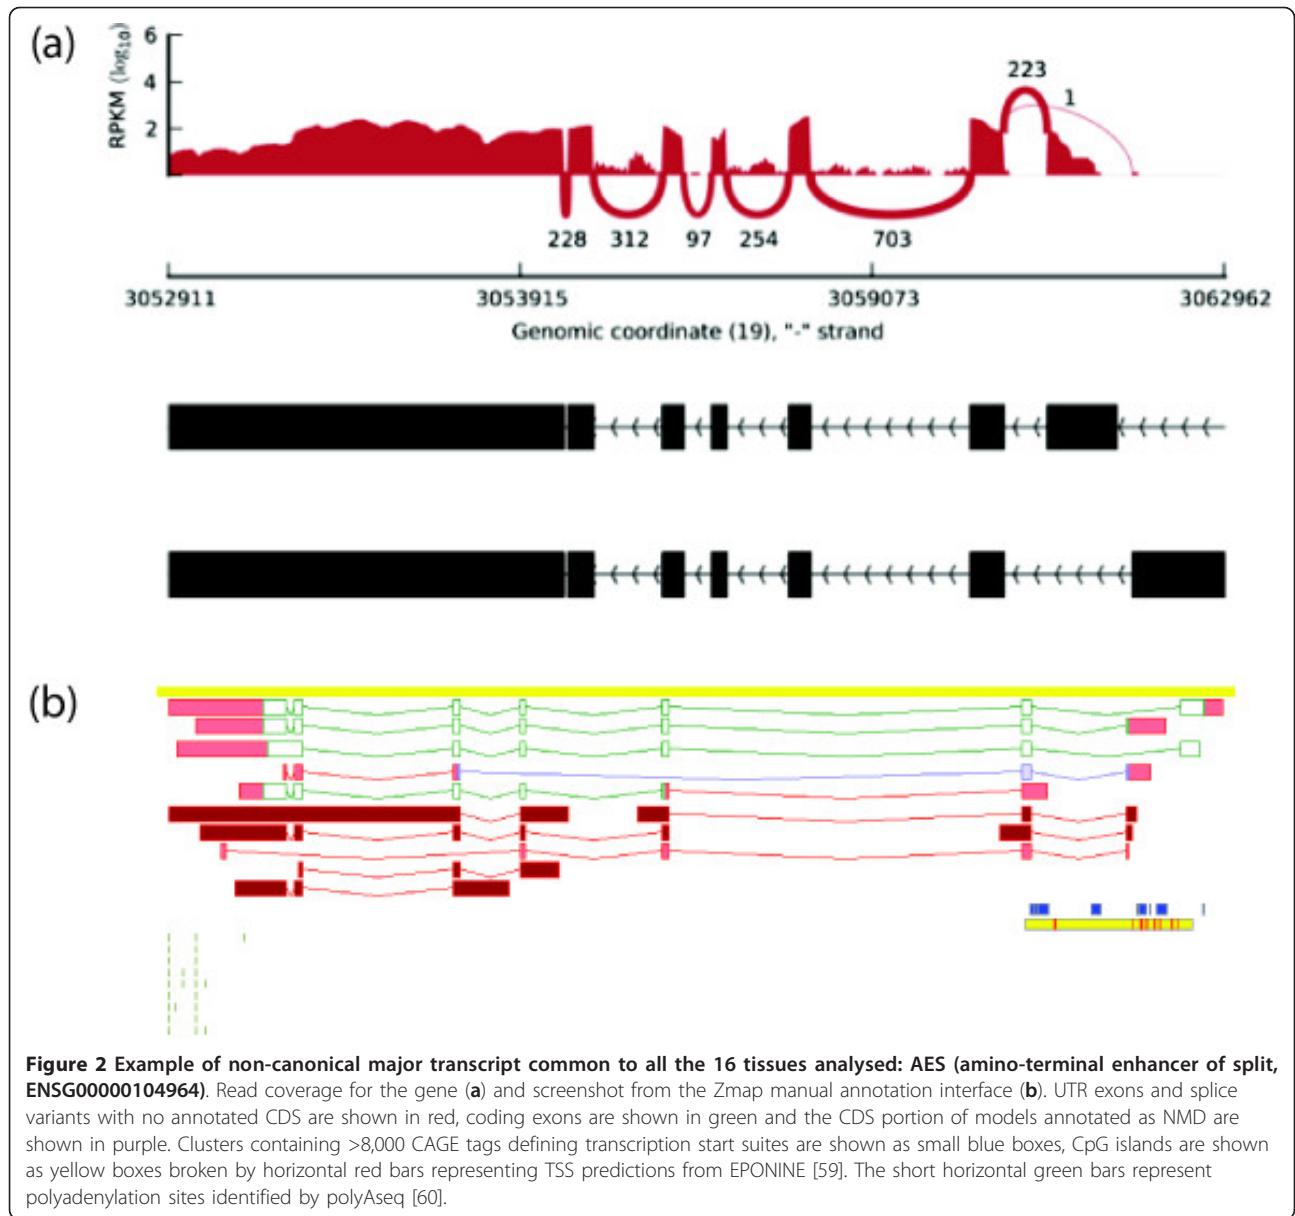 (a)
RPKM (log10)
6
4
2
223
1
228
312
97
254
703
3052911
3053915
3059073
3062962
Genomic coordinate (19), "-" strand
(b)
Figure 2 Example of non-canonical major transcript common to all the 16 tissues analysed: AES (amino-terminal enhancer of split,
ENSG00000104964). Read coverage for the gene (a) and screenshot from the Zmap manual annotation interface (b). UTR exons and splice
variants with no annotated CDS are shown in red, coding exons are shown in green and the CDS portion of models annotated as NMD are
shown in purple. Clusters containing >8,000 CAGE tags defining transcription start suites are shown as small blue boxes, CpG islands are shown
as yellow boxes broken by horizontal red bars representing TSS predictions from EPONINE [59]. The short horizontal green bars represent
polyadenylation sites identified by polyAseq [60].